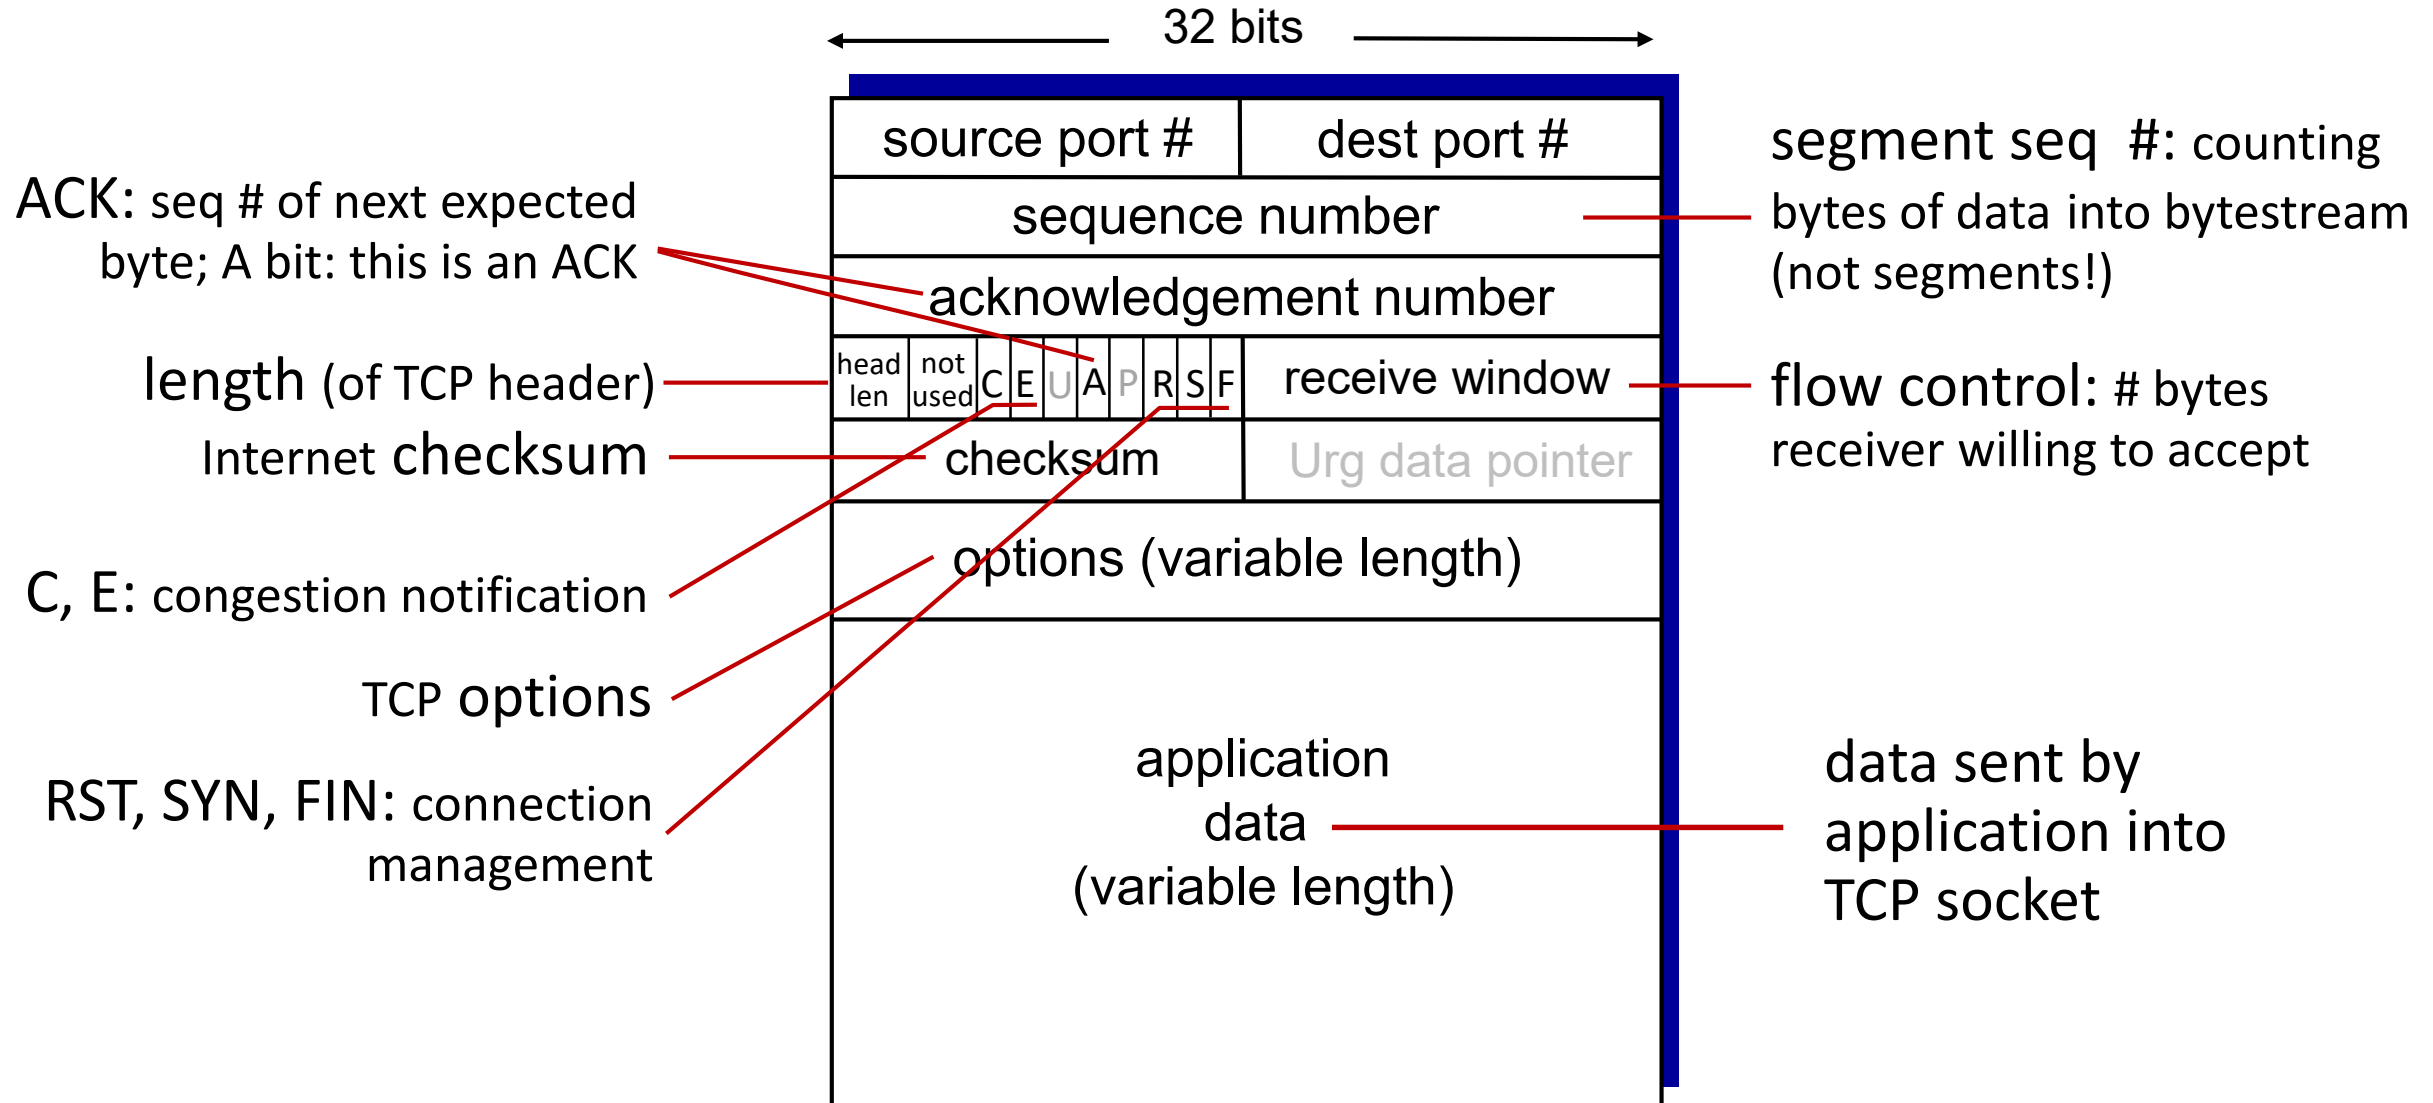 32 bits
source port # dest port #
sequence number
acknowledgement number
head len not used C E U A P R S F receive window
checksum Urg data pointer
options (variable length)
application
data
(variable length)
ACK: seq # of next expected
byte; A bit: this is an ACK
length (of TCP header)
Internet checksum
C, E: congestion notification
TCP options
RST, SYN, FIN: connection
management
segment seq #: counting
bytes of data into bytestream
(not segments!)
flow control: # bytes
receiver willing to accept
data sent by
application into
TCP socket